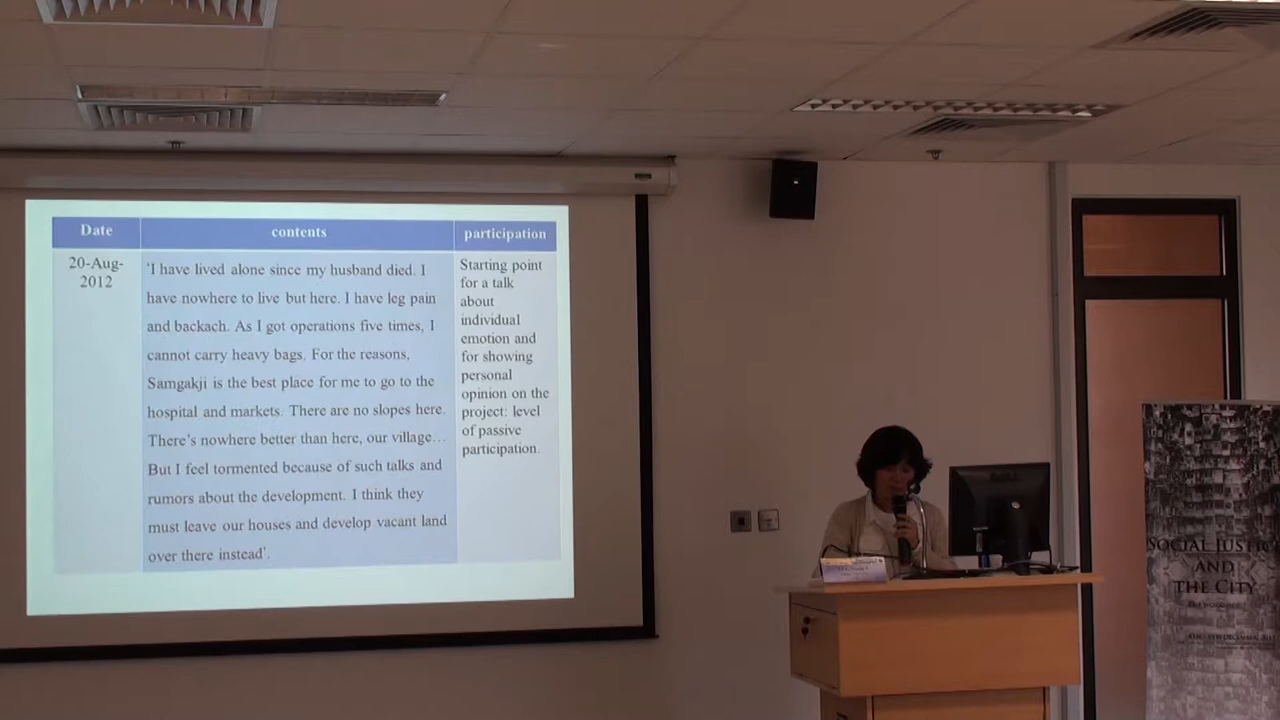 Date contents participation
20-Aug-
2012
'I have lived alone since my husband died. I
have nowhere to live but here. I have leg pain
and backach. As I got operations five times, I
cannot carry heavy bags. For the reasons,
Samgakji is the best place for me to go to the
hospital and markets. There are no slopes here.
There's nowhere better than here, our village…
But I feel tormented because of such talks and
rumors about the development. I think they
must leave our houses and develop vacant land
over there instead'.
Starting point
for a talk
about
individual
emotion and
for showing
personal
opinion on the
project: level
of passive
participation.
DELL
SOCIAL JUSTICE
AND
THE CITY